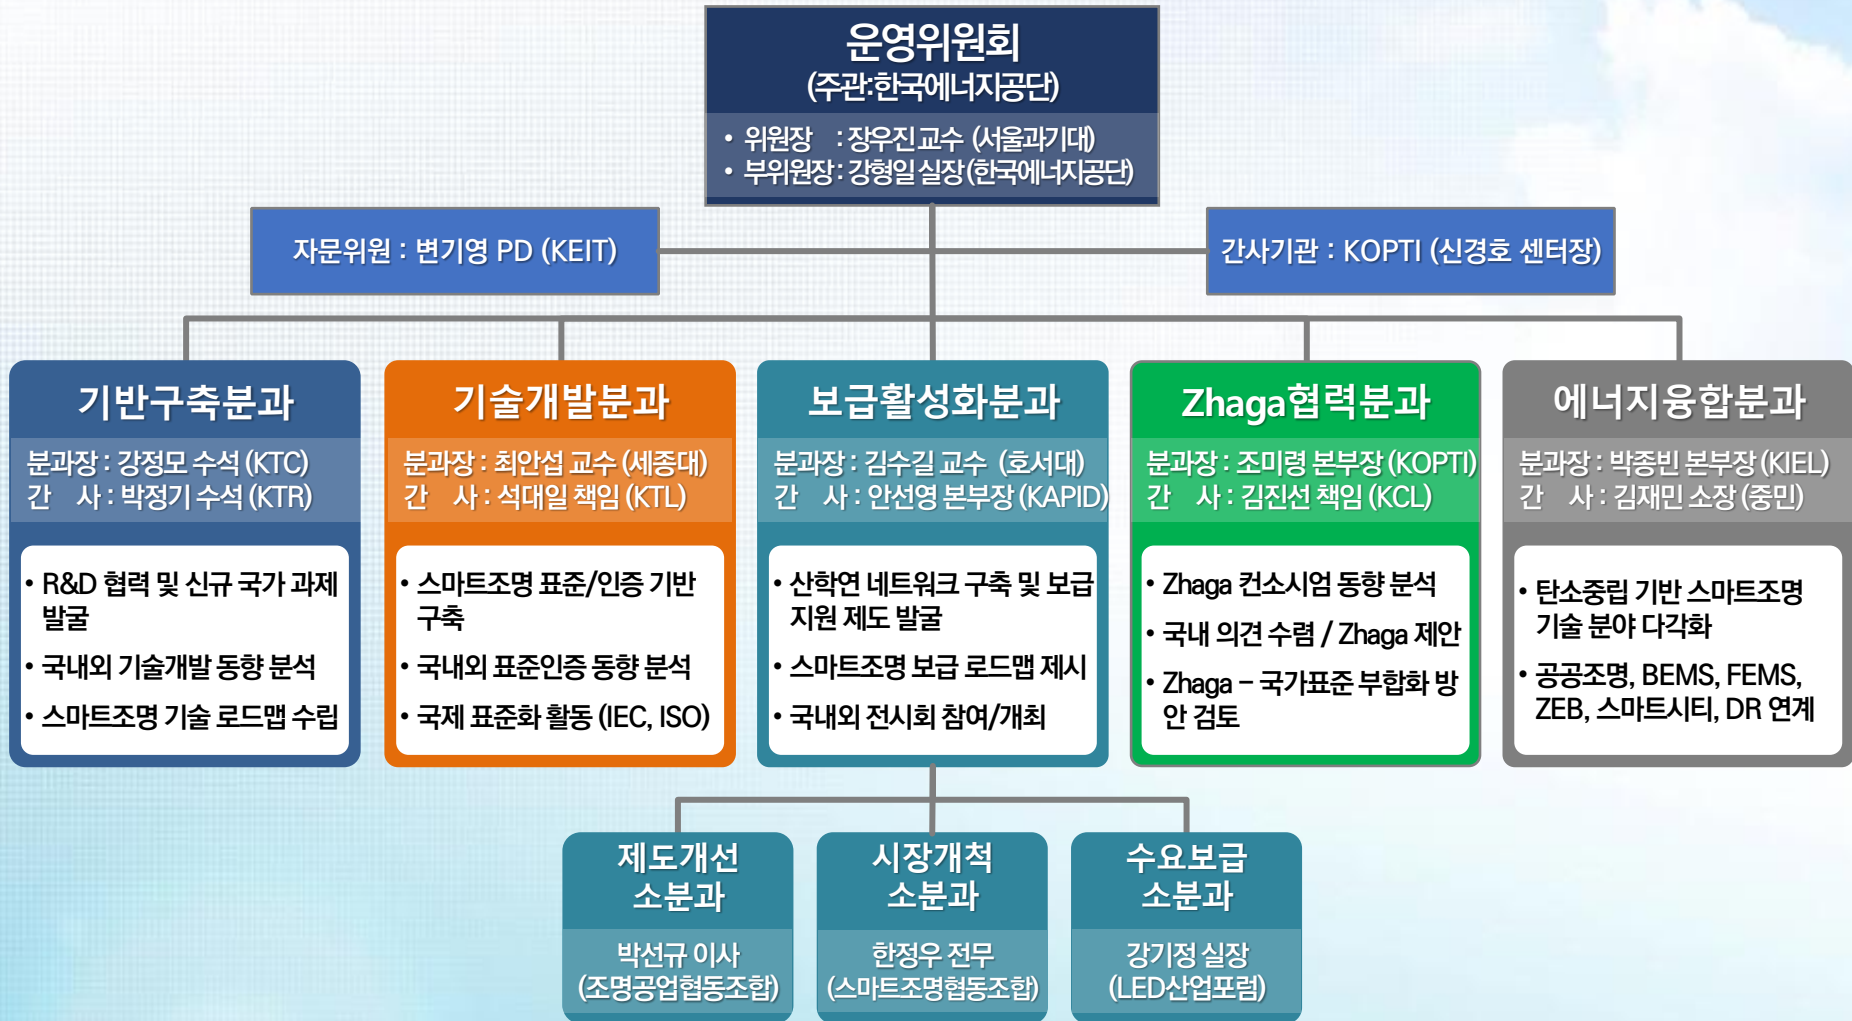 운영위원회
(주관:한국에너지공단)
• 위원장 : 장우진 교수 (서울과기대)
• 부위원장 : 강형일 실장 (한국에너지공단)
자문위원 : 변기영 PD (KEIT)
간사기관 : KOPTI (신경호 센터장)
기반구축분과
분과장 : 강정모 수석 (KTC)
간 사 : 박정기 수석 (KTR)
• R&D 협력 및 신규 국가 과제
발굴
• 국내외 기술개발 동향 분석
• 스마트조명 기술 로드맵 수립
기술개발분과
분과장 : 최안섭 교수 (세종대)
간 사 : 석대일 책임 (KTL)
• 스마트조명 표준/인증 기반
구축
• 국내외 표준인증 동향 분석
• 국제 표준화 활동 (IEC, ISO)
보급활성화분과
분과장 : 김수길 교수 (호서대)
간 사 : 안선영 본부장 (KAPID)
• 산학연 네트워크 구축 및 보급
지원 제도 발굴
• 스마트조명 보급 로드맵 제시
• 국내외 전시회 참여/개최
Zhaga협력분과
분과장 : 조미령 본부장 (KOPTI)
간 사 : 김진선 책임 (KCL)
• Zhaga 컨소시엄 동향 분석
• 국내 의견 수렴 / Zhaga 제안
• Zhaga – 국가표준 부합화 방
안 검토
에너지융합분과
분과장 : 박종빈 본부장 (KIEL)
간 사 : 김재민 소장 (중민)
• 탄소중립 기반 스마트조명
기술 분야 다각화
• 공공조명, BEMS, FEMS,
ZEB, 스마트시티, DR 연계
제도개선
소분과
박선규 이사
(조명공업협동조합)
시장개척
소분과
한정우 전무
(스마트조명협동조합)
수요보급
소분과
강기정 실장
(LED산업포럼)